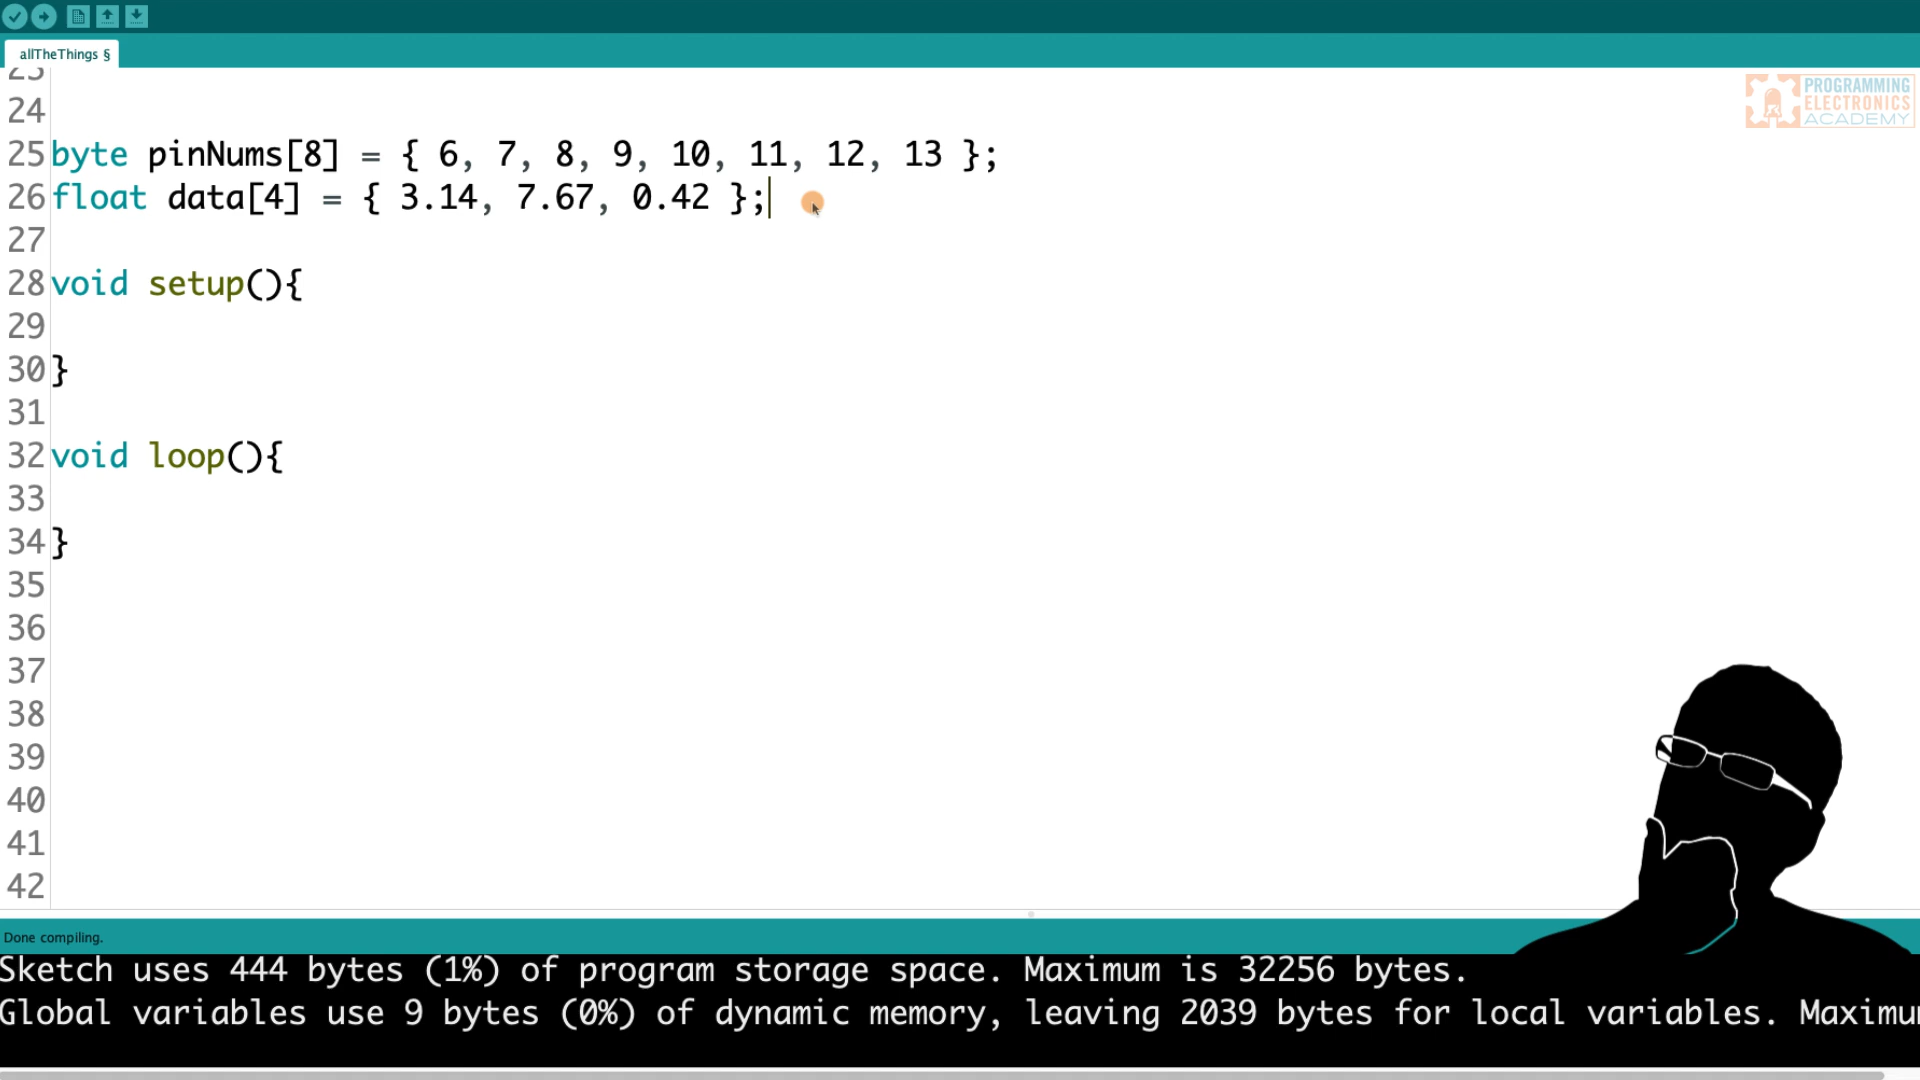 allTheThings §
PROGRAMMING
ELECTRONICS
ACADEMY
23
24
25 byte pinNums[8] = { 6, 7, 8, 9, 10, 11, 12, 13 };
26 float data[4] = { 3.14, 7.67, 0.42 };
27
28 void setup(){
29
30 }
31
32 void loop(){
33
34 }
35
36
37
38
39
40
41
42
Done compiling.
Sketch uses 444 bytes (1%) of program storage space. Maximum is 32256 bytes.
Global variables use 9 bytes (0%) of dynamic memory, leaving 2039 bytes for local variables. Maximu